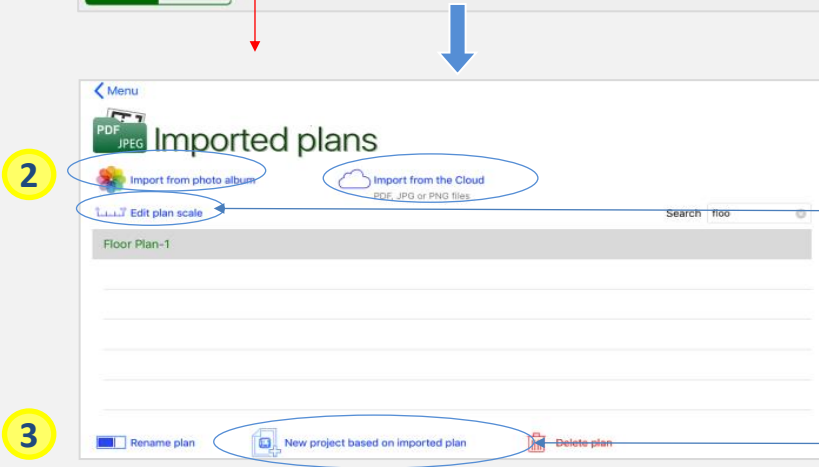 Menu
PDF
JPEG
Imported plans
2
Import from photo album
Import from the Cloud
PDF, JPG or PNG files
Edit plan scale
Search floo
Floor Plan-1
3
Rename plan
New project based on imported plan
Delete plan